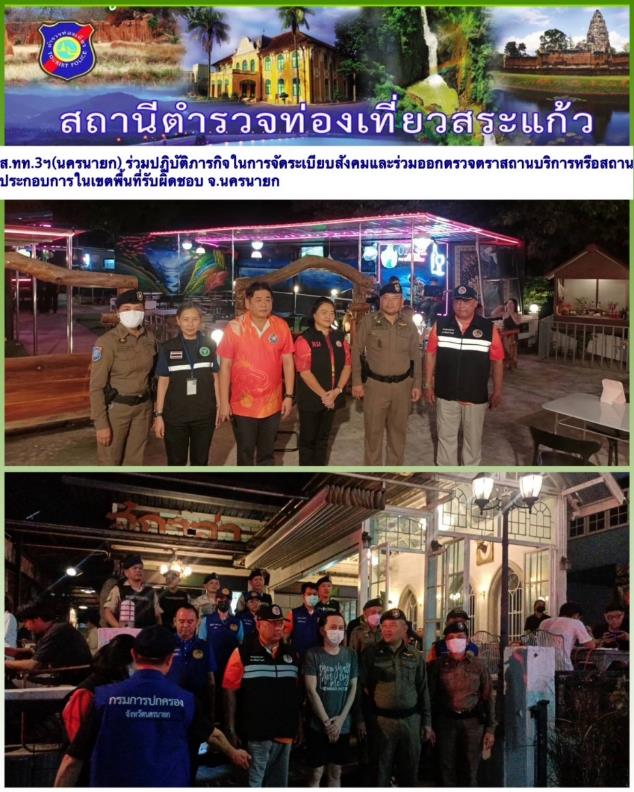 TOURIST POLICE
สถานีตำรวจท่องเที่ยวสระแก้ว
ส.ทท.3ฯ(นครนายก) ร่วมปฏิบัติภารกิจในการจัดระเบียบสังคมและร่วมออกตรวจตราสถานบริการหรือสถาน
ประกอบการในเขตพื้นที่รับผิดชอบ จ.นครนายก
กรมการปกครอง
จังหวัดนครนายก